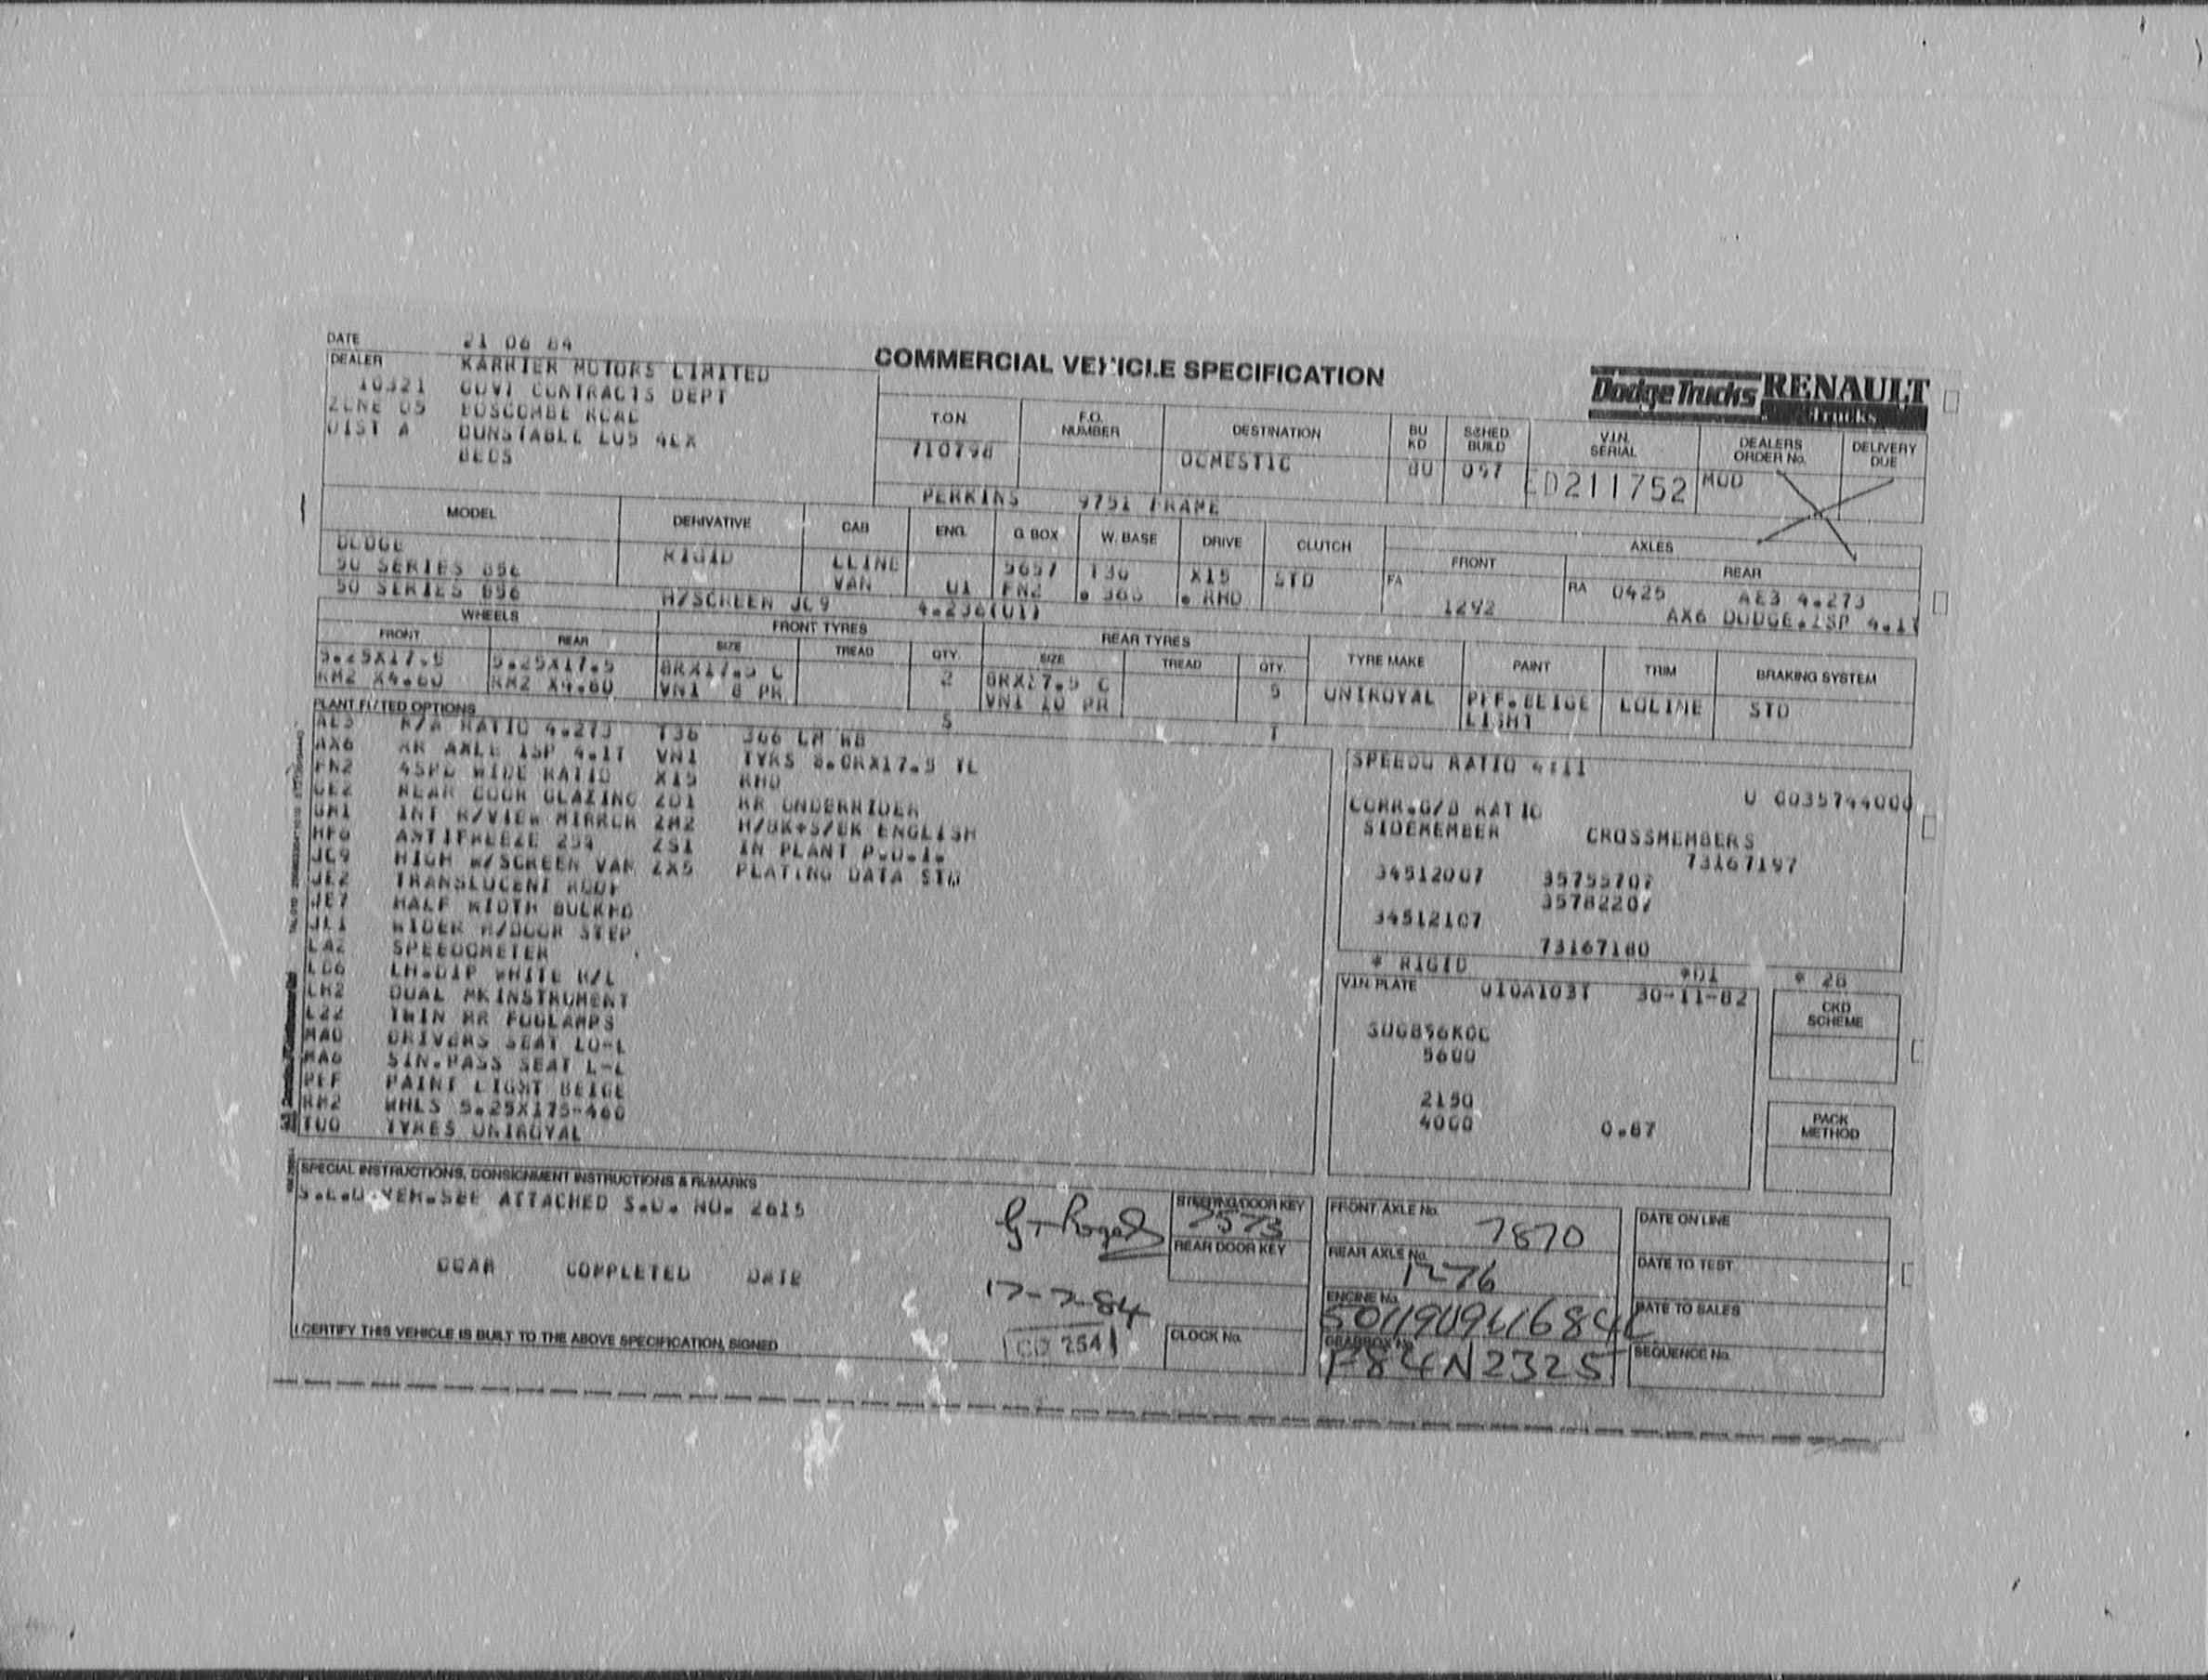 DATE 21 06 84
DEALER KARRIER MOTORS LIMITED
10321 GOVT CONTRACTS DEPT
ZONE 05 BOSCOMBE ROAD
DIST A DUNSTABLE LU5 4LX
BEDS
COMMERCIAL VEHICLE SPECIFICATION
Dodge Trucks RENAULT
Trucks
T.O.N. F.O. NUMBER DESTINATION BU KD SCHED. BUILD V.I.N. SERIAL DEALERS ORDER No. DELIVERY DUE
710798 DOMESTIC BU 097 ED211752 MOD
PERKINS 9751 FRAME
MODEL DERIVATIVE CAB ENG. G BOX W. BASE DRIVE CLUTCH AXLES
FRONT REAR
DODGE RIGID LLINE 5657 T36 X15 STD FA RA 0425 AE3 4.273
50 SERIES 856 VAN 01 FN2 . 366 . RHD 1292 AX6 DODGE.1SP 4.1T
50 SERIES 856 H/SCREEN JC9 4.236(01)
WHEELS FRONT TYRES REAR TYRES
FRONT REAR SIZE TREAD QTY. SIZE TREAD QTY. TYRE MAKE PAINT TRIM BRAKING SYSTEM
5.25X17.5 5.25X17.5 8RX17.5 C 2 8RX17.5 C 5 UNIROYAL PFF.BEIGE LOLINE STD
RM2 X4.60 RM2 X4.60 VN1 8 PR VN1 10 PR LIGHT
PLANT FITTED OPTIONS S T
AE3 R/A RATIO 4.273 T36 366 CM WB
AX6 RR AXLE 1SP 4.1T VN1 TYRS 8.0RX17.5 TL
FN2 4SPD WIDE RATIO X15 RHD
GE2 REAR DOOR GLAZING ZD1 RR UNDERRIDER
GM1 INT R/VIEW MIRROR ZM2 H/BK+S/BK ENGLISH
HF6 ANTIFREEZE 25% ZS1 IN PLANT P.D.I.
JC9 HIGH W/SCREEN VAN ZX5 PLATING DATA STD
JE2 TRANSLUCENT ROOF
JE7 HALF WIDTH BULKHD
JL1 WIDER R/DOOR STEP
LA2 SPEEDOMETER
LD6 LH.DIP WHITE H/L
LH2 DUAL MKINSTRUMENT
LZ2 TWIN RR FOGLAMPS
MA0 DRIVERS SEAT LO-L
MA6 SIN.PASS SEAT L-L
PFF PAINT LIGHT BEIGE
RM2 WHLS 5.25X175-460
TU0 TYRES UNIROYAL
SPEEDO RATIO 4:11
U 0035744000
CORR.G/B RATIO
SIDEMEMBER CROSSMEMBERS
73167197
34512007 35755707
35782207
34512107
73167180
* RIGID *01 * 28
V.I.N. PLATE 010A103T 30-11-82
SDG856K0C
5600
2150
4000 0.87
CKD SCHEME
PACK METHOD
SPECIAL INSTRUCTIONS, CONSIGNMENT INSTRUCTIONS & REMARKS
S.E.O.VEH.SEE ATTACHED S.O. NO. 2615
DOAR COMPLETED DATE
17-7-84
CD 254
I CERTIFY THIS VEHICLE IS BUILT TO THE ABOVE SPECIFICATION, SIGNED
STEERING/DOOR KEY 7573
REAR DOOR KEY
CLOCK No.
FRONT AXLE No. 7870
REAR AXLE No. 1276
ENGINE No.
GEARBOX No. F84N2325
DATE ON LINE
DATE TO TEST
DATE TO SALES
SEQUENCE No.